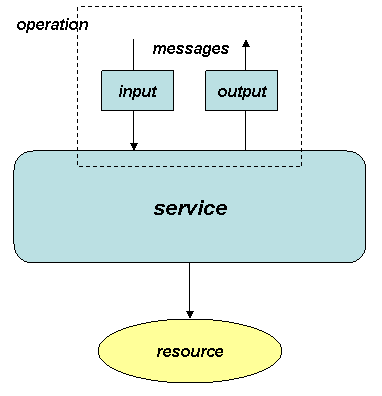 operation
messages
input
output
service
resource